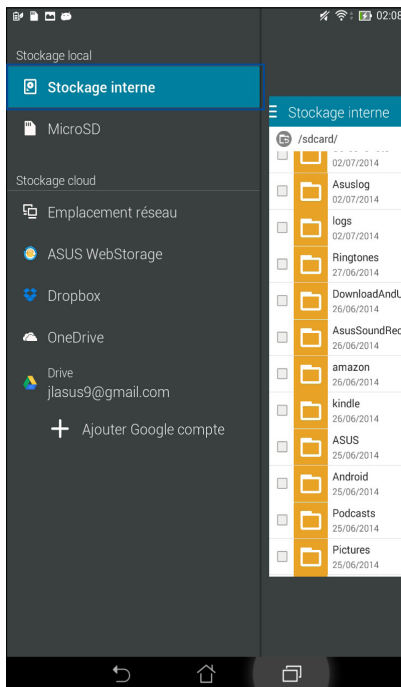 02:08
Stockage local
Stockage interne
MicroSD
Stockage cloud
Emplacement réseau
ASUS WebStorage
Dropbox
OneDrive
Drive
jlasus9@gmail.com
Ajouter Google compte
Stockage interne
/sdcard/
02/07/2014
Asuslog
02/07/2014
logs
02/07/2014
Ringtones
27/06/2014
DownloadAndU
26/06/2014
AsusSoundRec
26/06/2014
amazon
26/06/2014
kindle
26/06/2014
ASUS
25/06/2014
Android
25/06/2014
Podcasts
25/06/2014
Pictures
25/06/2014